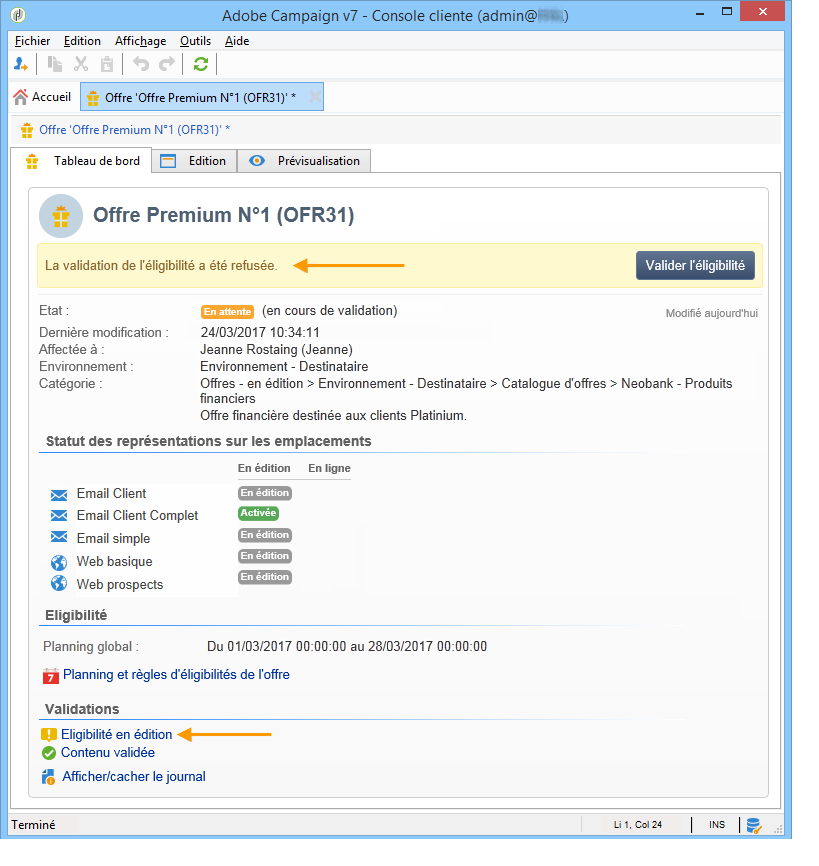 Adobe Campaign v7 - Console cliente (admin@
Fichier Edition Affichage Outils Aide
Accueil Offre 'Offre Premium N°1 (OFR31)' *
Offre 'Offre Premium N°1 (OFR31)' *
Tableau de bord Edition Prévisualisation
Offre Premium N°1 (OFR31)
La validation de l'éligibilité a été refusée. Valider l'éligibilité
Etat : En attente (en cours de validation) Modifié aujourd'hui
Dernière modification : 24/03/2017 10:34:11
Affectée à : Jeanne Rostaing (Jeanne)
Environnement : Environnement - Destinataire
Catégorie : Offres - en édition > Environnement - Destinataire > Catalogue d'offres > Neobank - Produits
financiers
Offre financière destinée aux clients Platinium.
Statut des représentations sur les emplacements
En édition En ligne
Email Client En édition
Email Client Complet Activée
Email simple En édition
Web basique En édition
Web prospects En édition
Eligibilité
Planning global : Du 01/03/2017 00:00:00 au 28/03/2017 00:00:00
7 Planning et règles d'éligibilités de l'offre
Validations
Eligibilité en édition
Contenu validée
Afficher/cacher le journal
Terminé Li 1, Col 24 INS